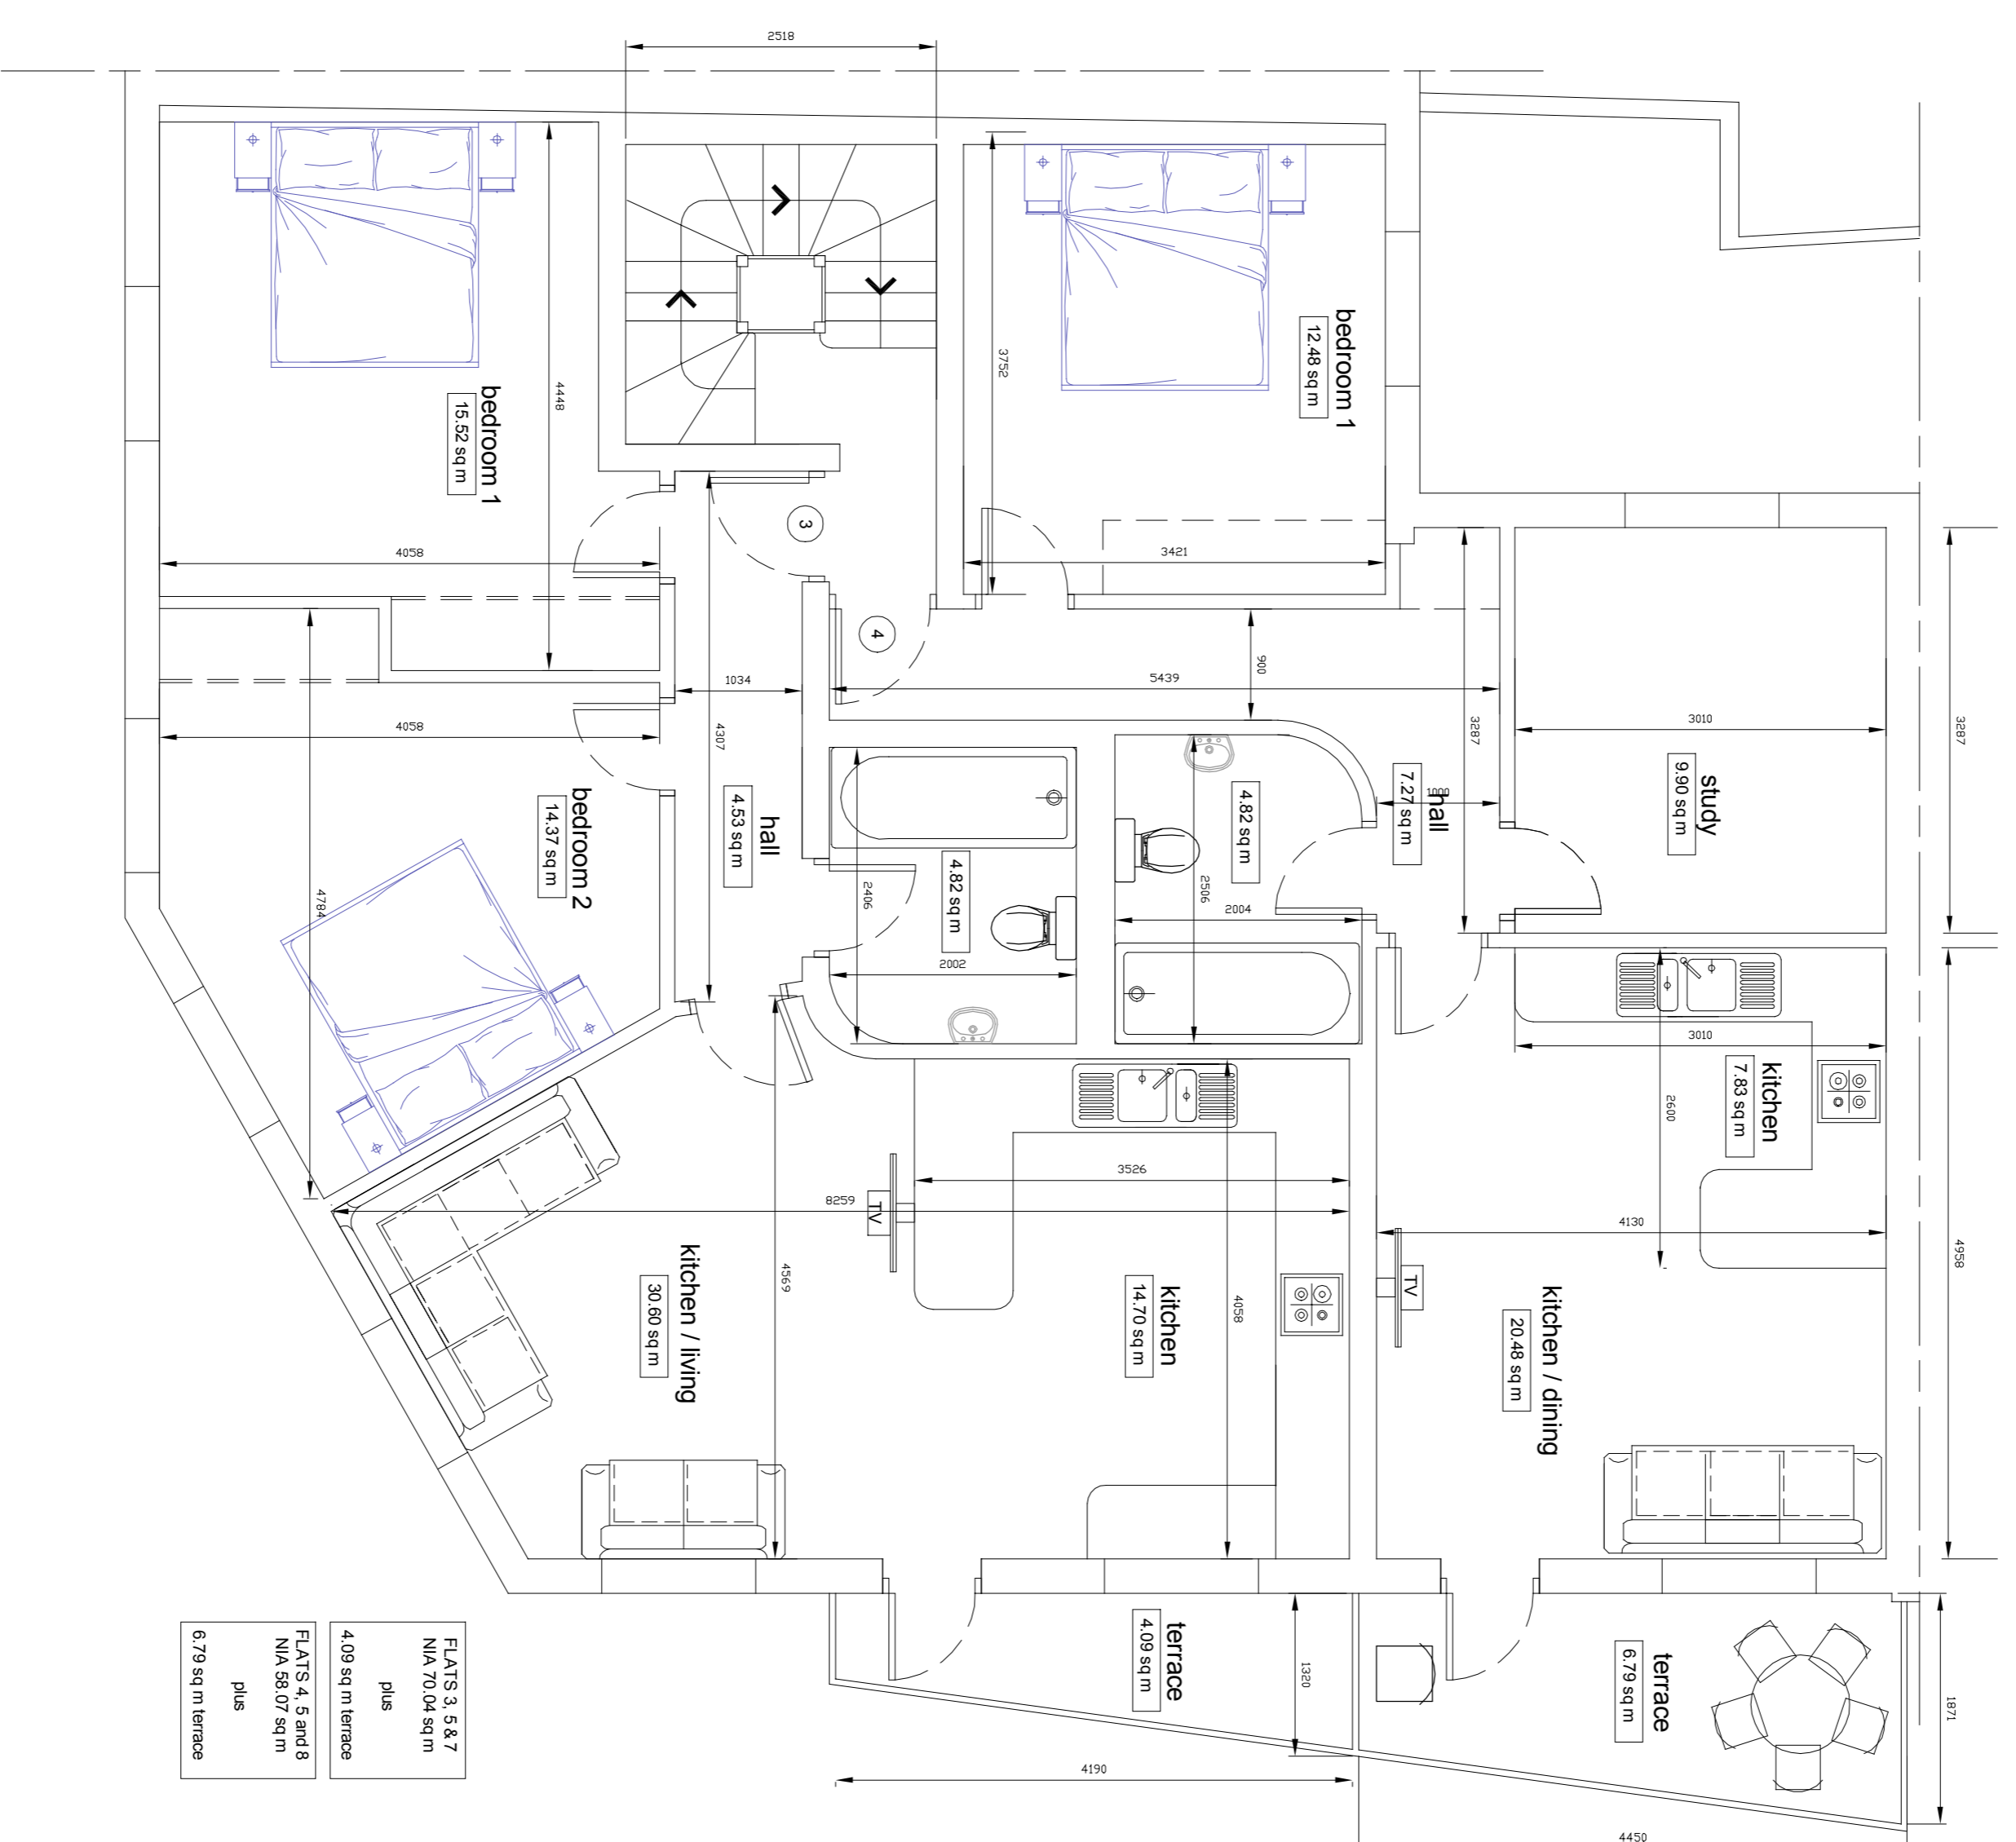 2518
bedroom 1
15.52 sq m
4448
4058
3752
bedroom 1
12.48 sq m
3421
3
4
900
5439
1034
4307
4058
bedroom 2
14.37 sq m
4784
hall
4.53 sq m
2406
4.82 sq m
2002
4.82 sq m
2506
2004
hall
7.27 sq m
1000
3287
3010
study
9.90 sq m
3287
3010
kitchen
7.83 sq m
2600
4130
4958
TV
kitchen / dining
20.48 sq m
3526
8259
TV
kitchen / living
30.60 sq m
4569
kitchen
14.70 sq m
4058
terrace
4.09 sq m
1320
4190
terrace
6.79 sq m
1871
4450
FLATS 3, 5 & 7
NIA 70.04 sq m
plus
4.09 sq m terrace
FLATS 4, 5 and 8
NIA 58.07 sq m
plus
6.79 sq m terrace